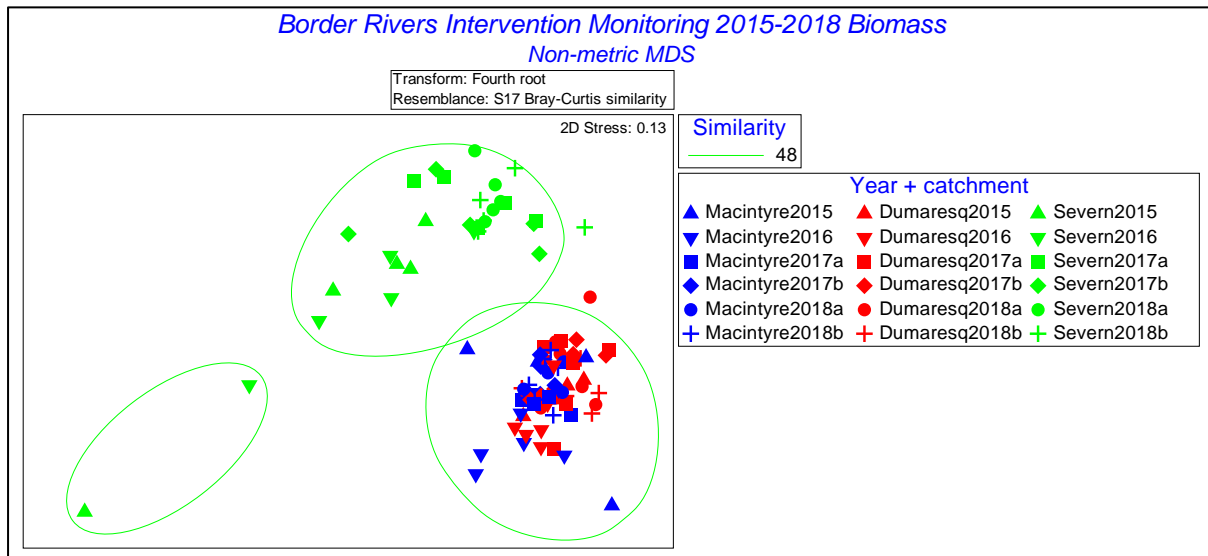 Border Rivers Intervention Monitoring 2015-2018 Biomass
Non-metric MDS
Transform: Fourth root
Resemblance: S17 Bray-Curtis similarity
2D Stress: 0.13
Similarity
48
Year + catchment
Macintyre2015 Dumaresq2015 Severn2015
Macintyre2016 Dumaresq2016 Severn2016
Macintyre2017a Dumaresq2017a Severn2017a
Macintyre2017b Dumaresq2017b Severn2017b
Macintyre2018a Dumaresq2018a Severn2018a
Macintyre2018b Dumaresq2018b Severn2018b